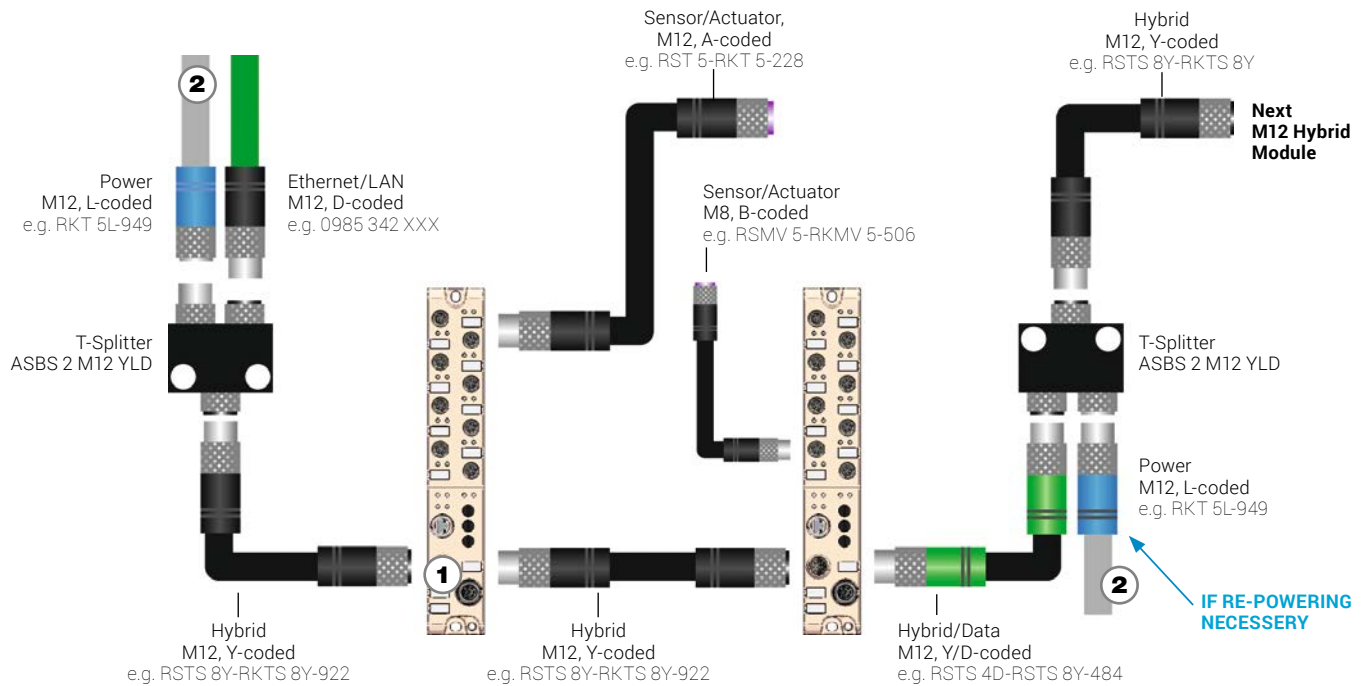 Sensor/Actuator,
M12, A-coded
e.g. RST 5-RKT 5-228
Hybrid
M12, Y-coded
e.g. RSTS 8Y-RKTS 8Y
2
Next
M12 Hybrid
Module
Power
M12, L-coded
e.g. RKT 5L-949
Ethernet/LAN
M12, D-coded
e.g. 0985 342 XXX
Sensor/Actuator
M8, B-coded
e.g. RSMV 5-RKMV 5-506
T-Splitter
ASBS 2 M12 YLD
T-Splitter
ASBS 2 M12 YLD
Power
M12, L-coded
e.g. RKT 5L-949
1
2
IF RE-POWERING
NECESSERY
Hybrid
M12, Y-coded
e.g. RSTS 8Y-RKTS 8Y-922
Hybrid
M12, Y-coded
e.g. RSTS 8Y-RKTS 8Y-922
Hybrid/Data
M12, Y/D-coded
e.g. RSTS 4D-RSTS 8Y-484